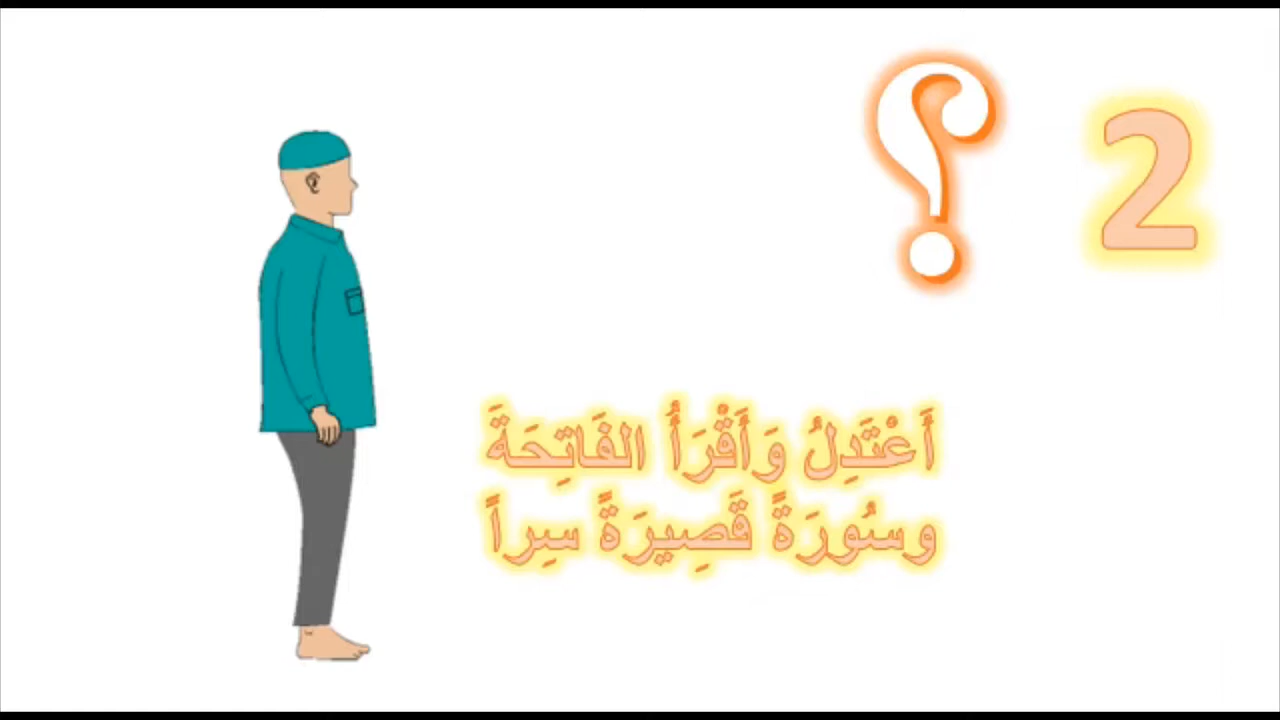 ؟ 2
أَعْتَدِلُ وَأَقْرَأُ الفَاتِحَةَ
وسُورَةً قَصِيرَةً سِراً